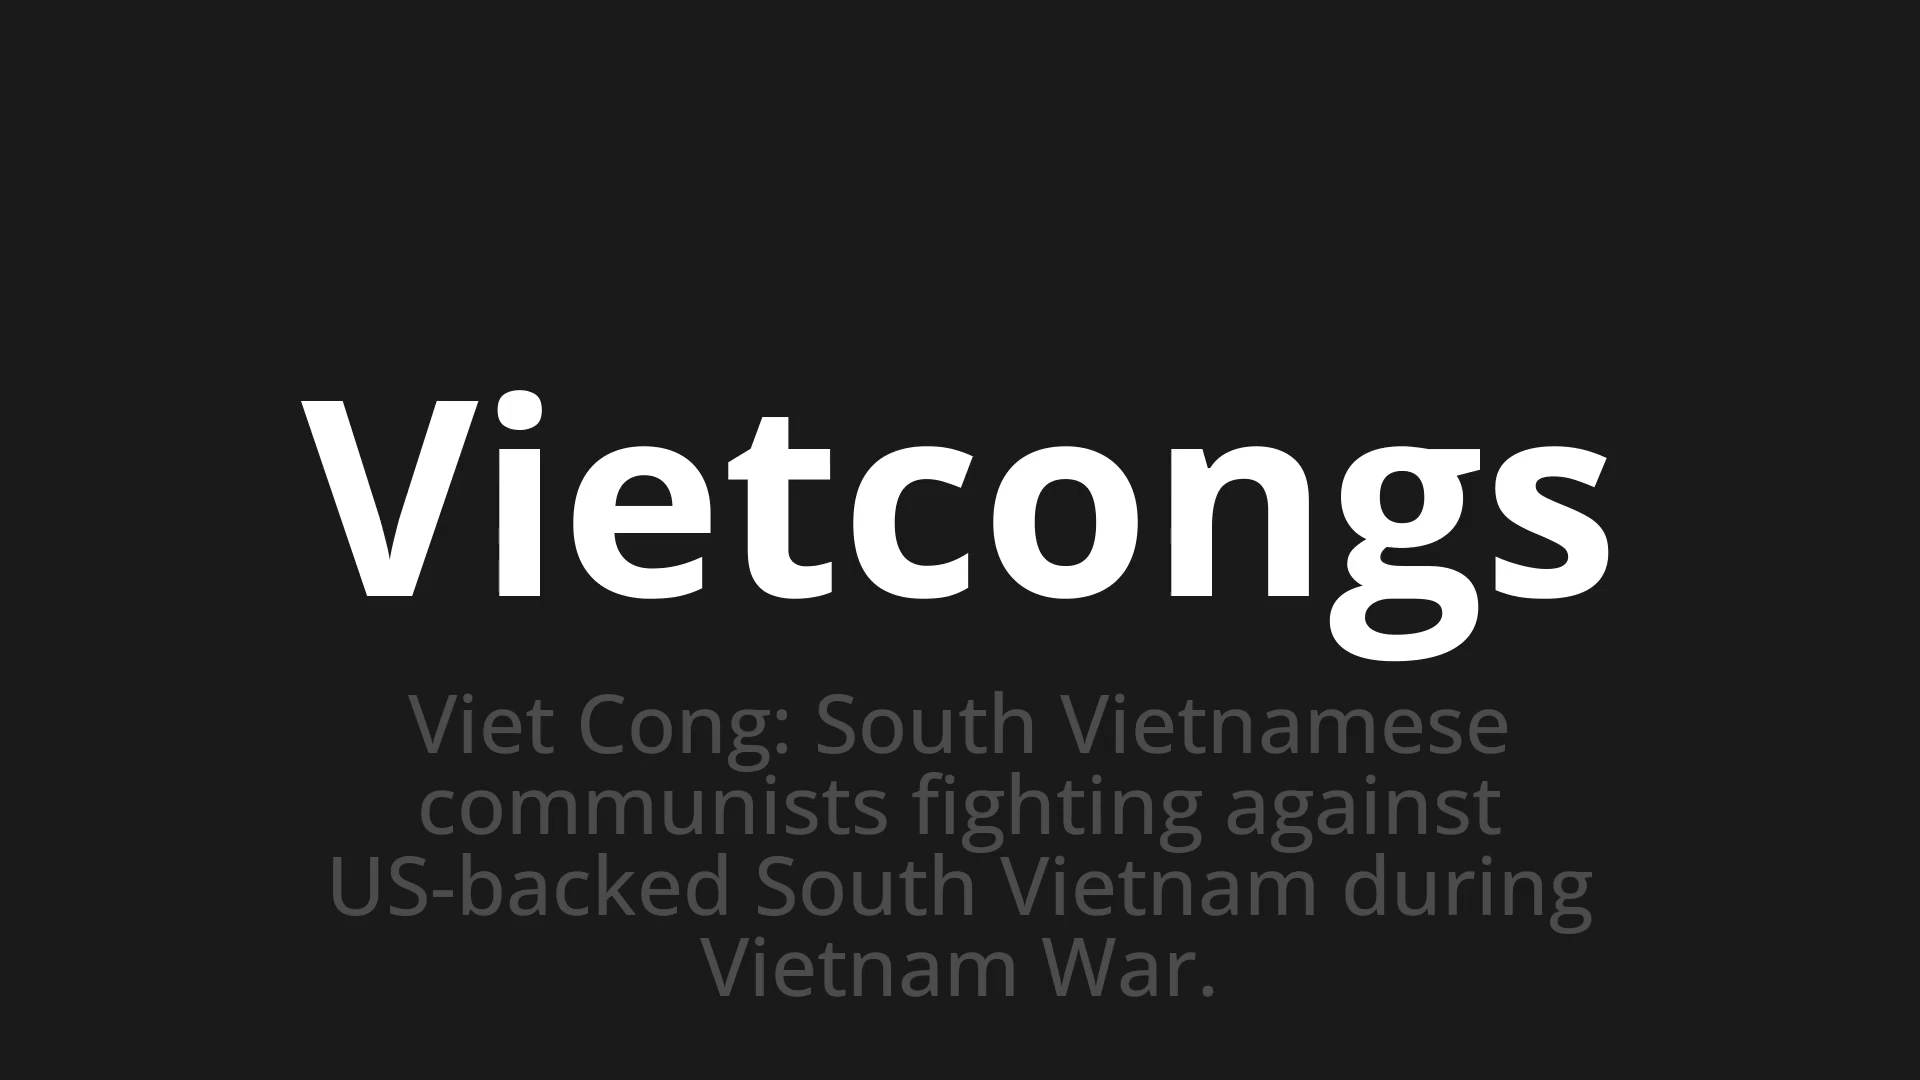 Vietcongs
Viet Cong: South Vietnamese
communists fighting against
US-backed South Vietnam during
Vietnam War.